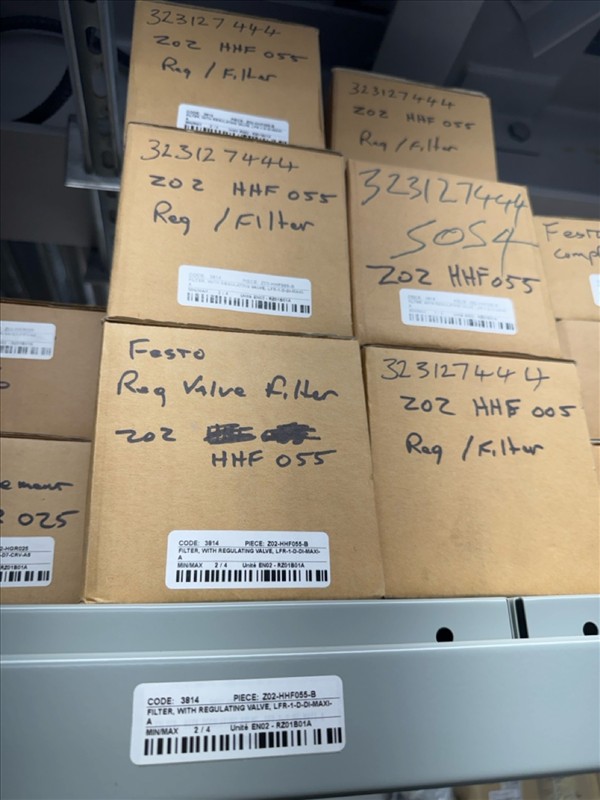 323127444
Z02 HHF 055
Reg / Filter
323127444
Z02 HHF 055
Reg / Filter
323127444
Z02 HHF 055
Reg / Filter
323127444
SOS4
Z02 HHF055
Festo
Festo
Reg Valve Filter
Z02
HHF 055
CODE: 3814 PIECE: Z02-HHF055-B
FILTER, WITH REGULATING VALVE, LFR-1-D-DI-MAXI-
A
MIN/MAX 2 / 4 Unité EN02 - RZ01B01A
323127444
Z02 HHF 005
Reg / Filter
025
CODE: 3814 PIECE: Z02-HHF055-B
FILTER, WITH REGULATING VALVE, LFR-1-D-DI-MAXI-
A
MIN/MAX 2 / 4 Unité EN02 - RZ01B01A